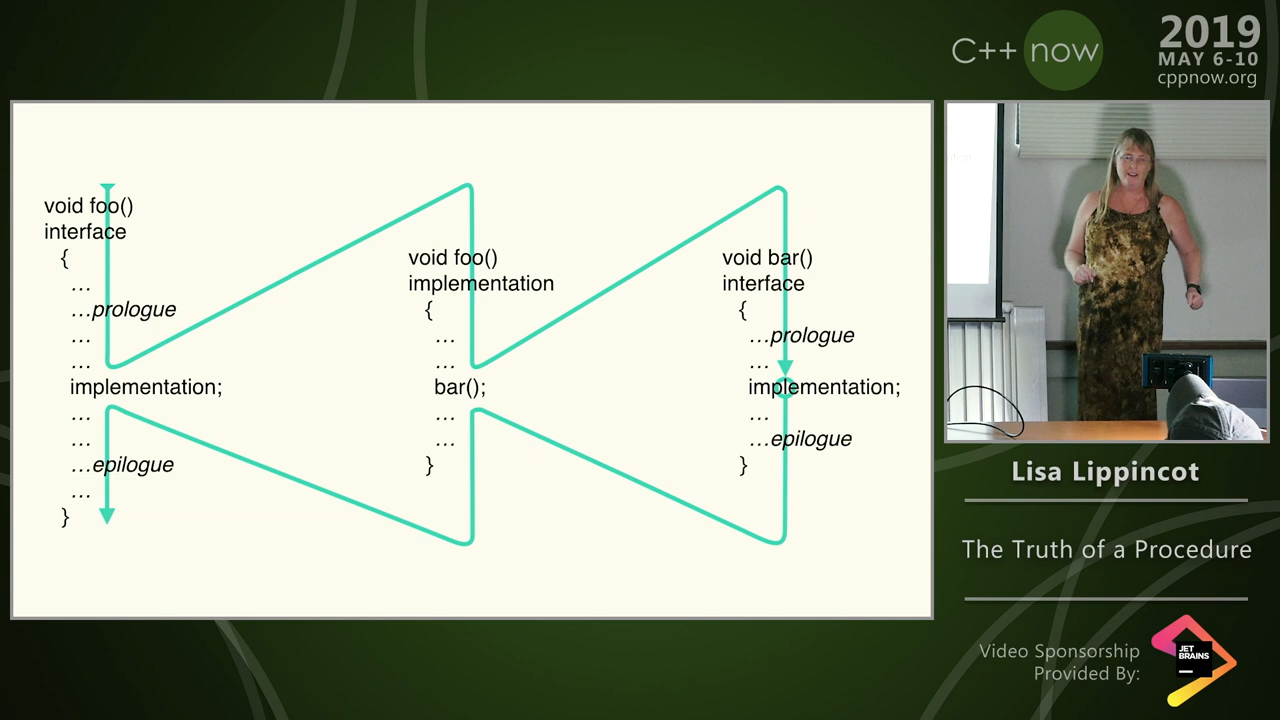 C++ now
2019
MAY 6-10
cppnow.org
void foo()
interface
{
...
...prologue
...
...
implementation;
...
...
...epilogue
...
}
void foo()
implementation
{
...
...
bar();
...
...
}
void bar()
interface
{
...prologue
...
implementation;
...
...epilogue
}
Lisa Lippincot
The Truth of a Procedure
Video Sponsorship
Provided By:
JET
BRAINS